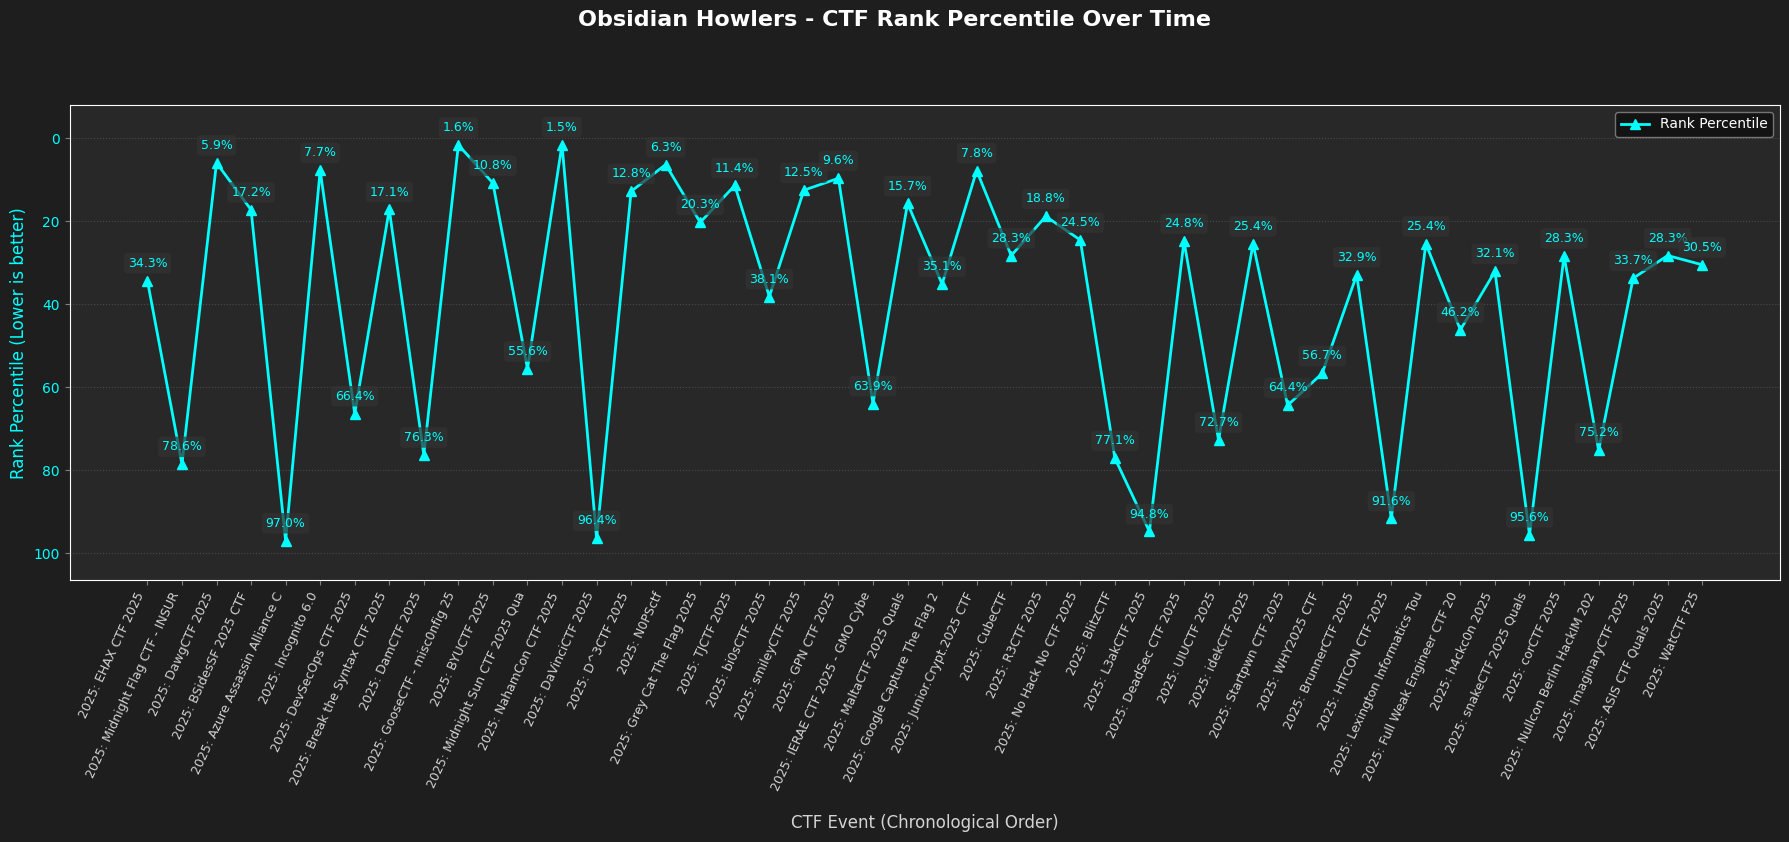 Obsidian Howlers - CTF Rank Percentile Over Time
Rank Percentile
Rank Percentile (Lower is better)
0
20
40
60
80
100
34.3%
78.6%
5.9%
17.2%
97.0%
7.7%
66.4%
17.1%
76.3%
1.6%
10.8%
55.6%
1.5%
96.4%
12.8%
6.3%
20.3%
11.4%
38.1%
12.5%
9.6%
63.9%
15.7%
35.1%
7.8%
28.3%
18.8%
24.5%
77.1%
94.8%
24.8%
72.7%
25.4%
64.4%
56.7%
32.9%
91.6%
25.4%
46.2%
32.1%
95.6%
28.3%
75.2%
33.7%
28.3%
30.5%
2025: EHAX CTF 2025
2025: Midnight Flag CTF - INSUR
2025: DawgCTF 2025
2025: BSidesSF 2025 CTF
2025: Azure Assassin Alliance C
2025: Incognito 6.0
2025: DevSecOps CTF 2025
2025: Break the Syntax CTF 2025
2025: DamCTF 2025
2025: GooseCTF - misconfig 25
2025: BYUCTF 2025
2025: Midnight Sun CTF 2025 Qua
2025: NahamCon CTF 2025
2025: DaVinciCTF 2025
2025: D^3CTF 2025
2025: N0PSctf
2025: Grey Cat The Flag 2025
2025: TJCTF 2025
2025: bi0sCTF 2025
2025: smileyCTF 2025
2025: GPN CTF 2025
2025: IERAE CTF 2025 - GMO Cybe
2025: MaltaCTF 2025 Quals
2025: Google Capture The Flag 2
2025: Junior.Crypt.2025 CTF
2025: CubeCTF
2025: R3CTF 2025
2025: No Hack No CTF 2025
2025: BlitzCTF
2025: L3akCTF 2025
2025: DeadSec CTF 2025
2025: UIUCTF 2025
2025: idekCTF 2025
2025: Startpwn CTF 2025
2025: WHY2025 CTF
2025: BrunnerCTF 2025
2025: HITCON CTF 2025
2025: Lexington Informatics Tou
2025: Full Weak Engineer CTF 20
2025: h4ckc0n 2025
2025: snakeCTF 2025 Quals
2025: corCTF 2025
2025: Nullcon Berlin HackIM 202
2025: ImaginaryCTF 2025
2025: ASIS CTF Quals 2025
2025: WatCTF F25
CTF Event (Chronological Order)